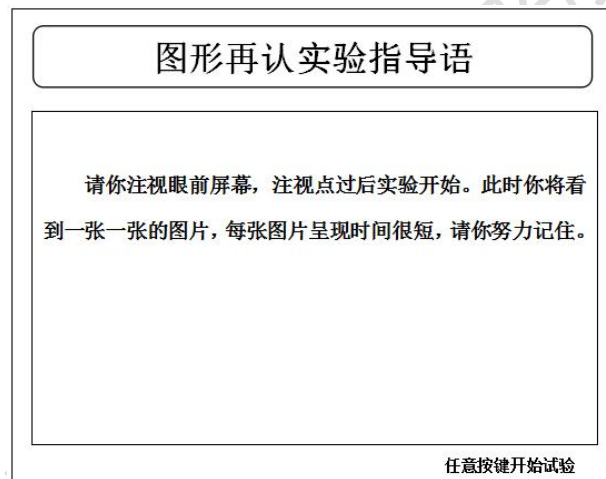 图形再认实验指导语
请你注视眼前屏幕，注视点过后实验开始。此时你将看
到一张一张的图片，每张图片呈现时间很短，请你努力记住。
任意按键开始试验